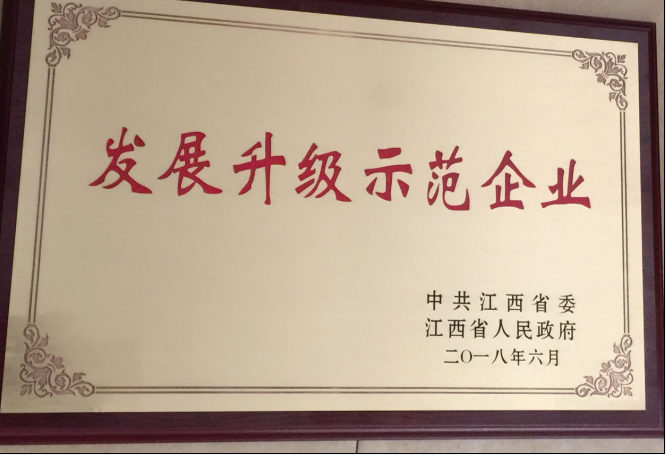 发展升级示范企业
中共江西省委
江西省人民政府
二〇一八年六月